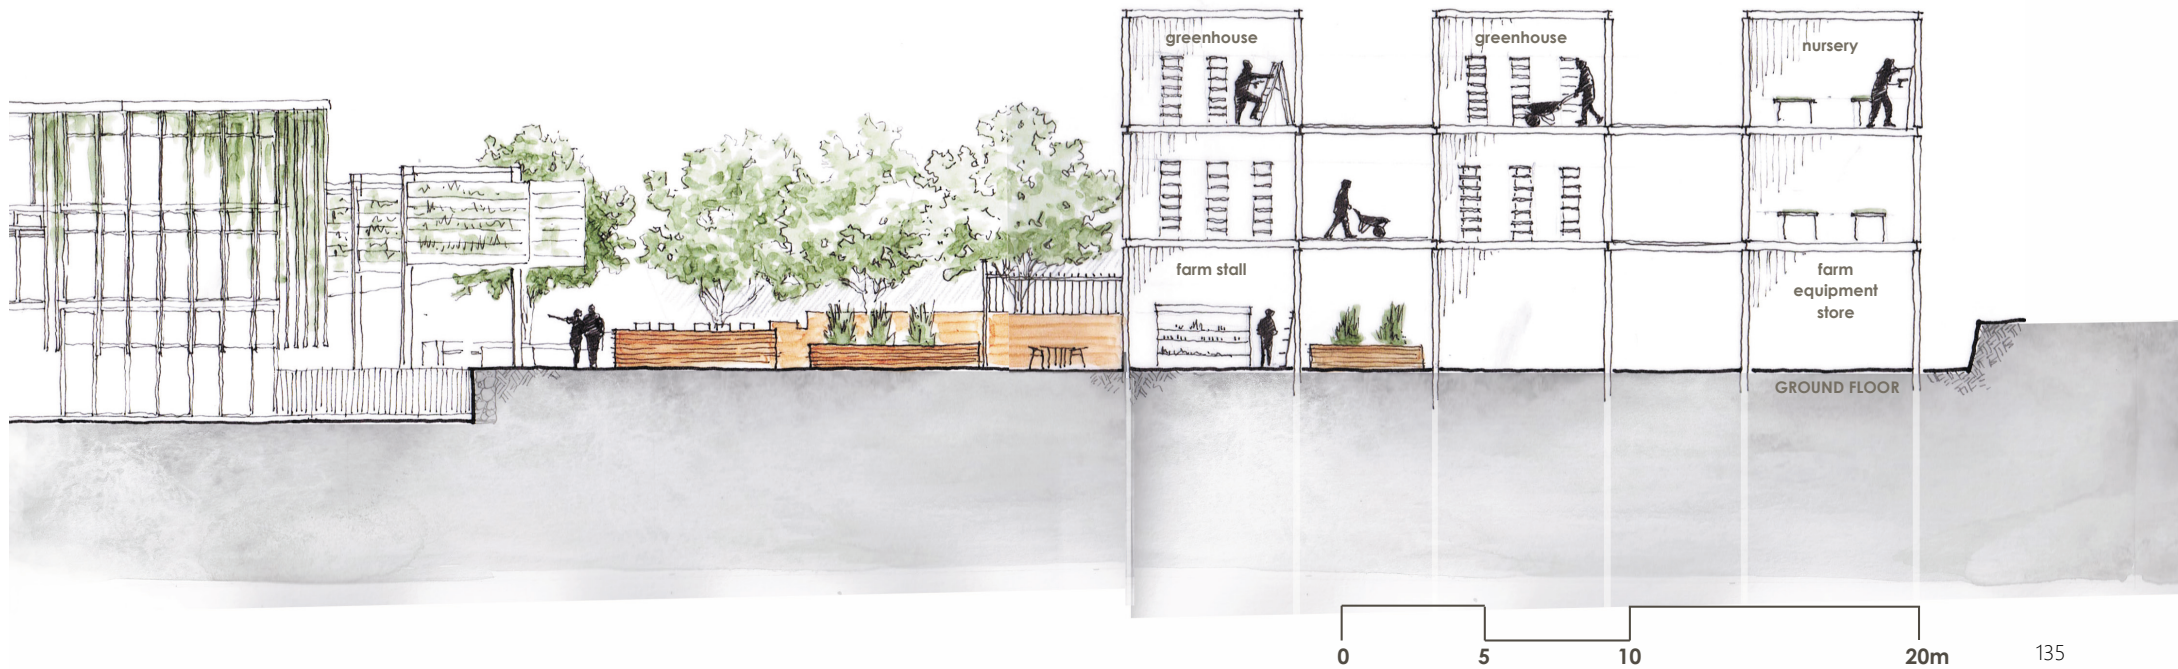 greenhouse
greenhouse
nursery
farm stall
farm
equipment
store
GROUND FLOOR
0
5
10
20m
135